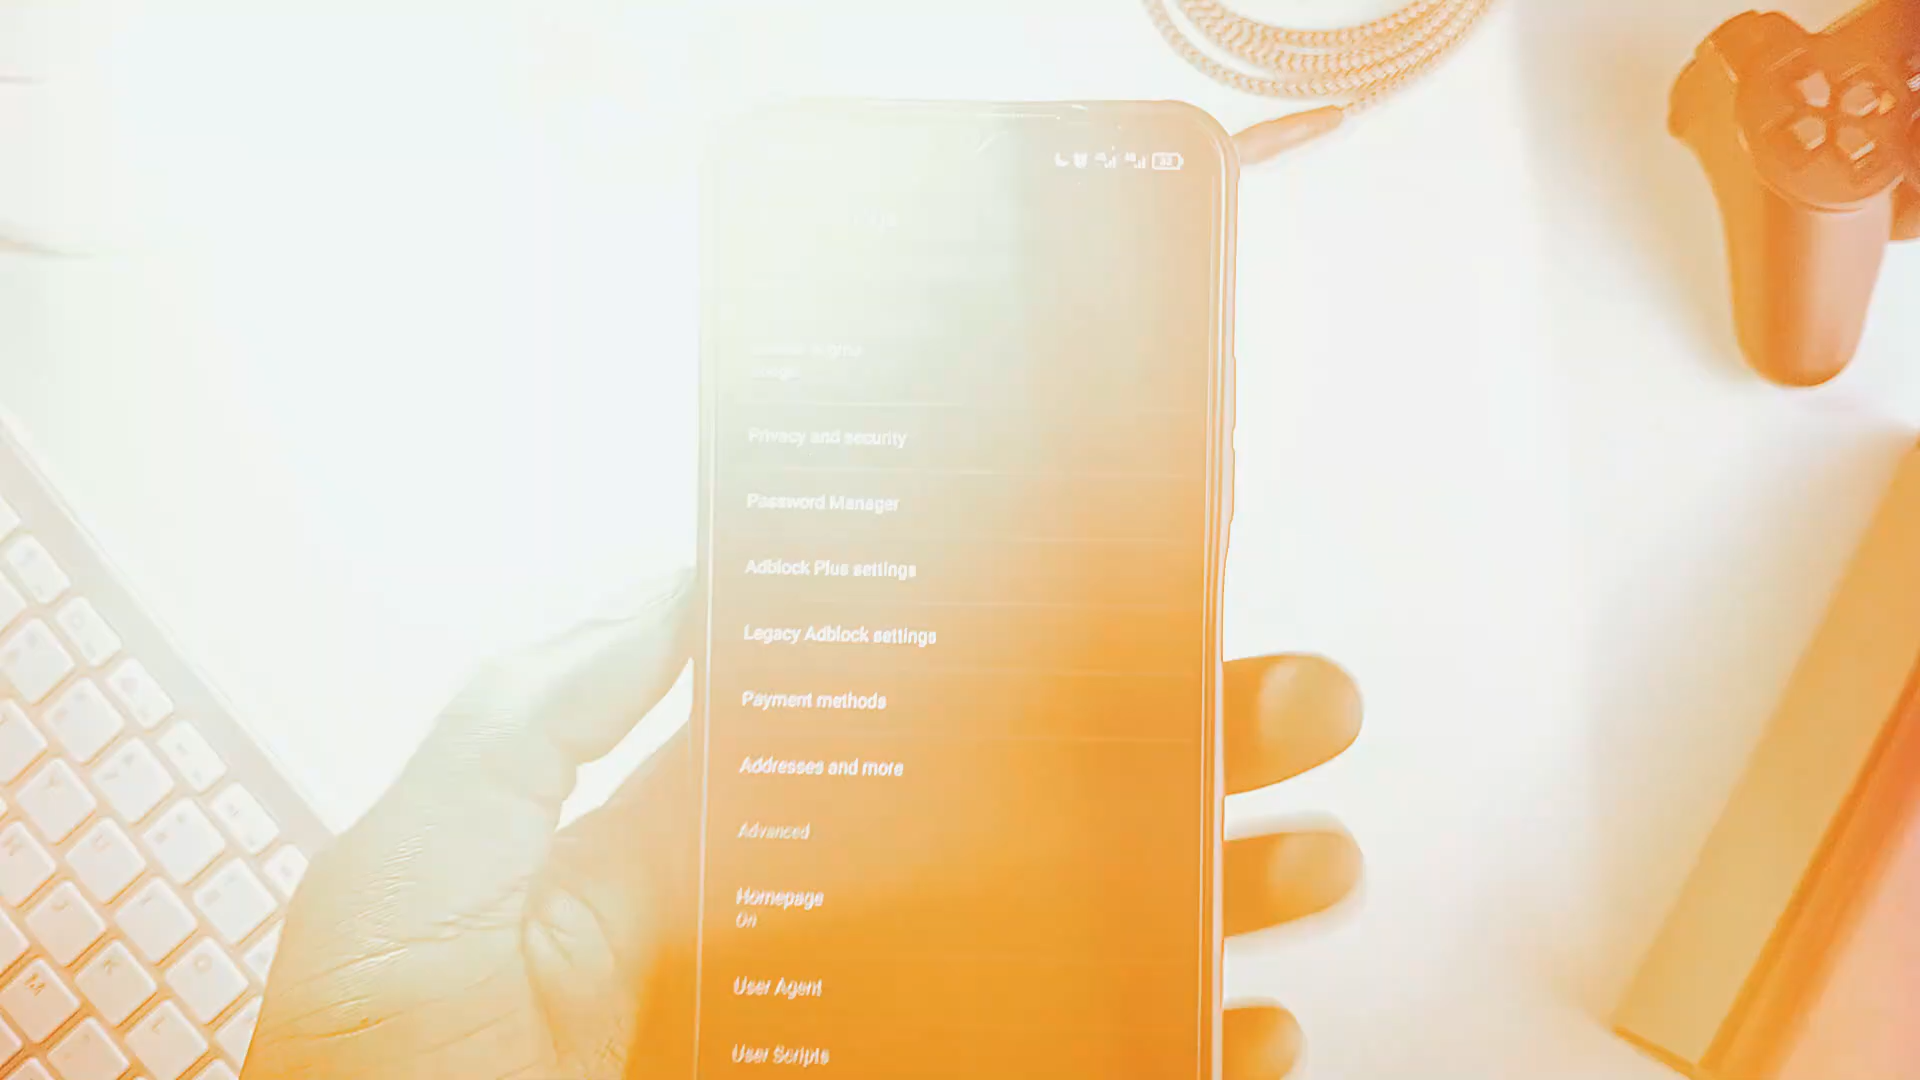 Privacy and security
Password Manager
Adblock Plus settings
Legacy Adblock settings
Payment methods
Addresses and more
Advanced
Homepage
On
User Agent
User Scripts